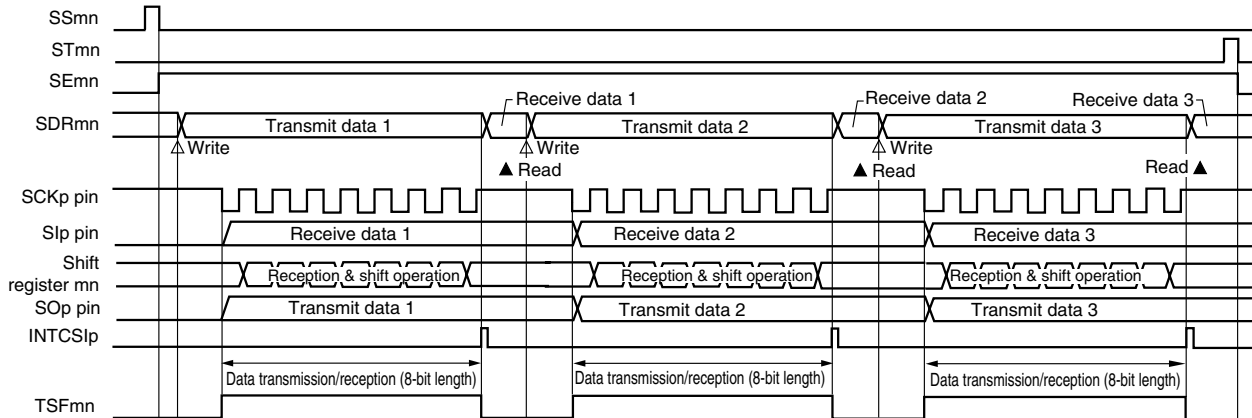 SSmn
STmn
SEmn
Receive data 1
Receive data 2
Receive data 3
SDRmn
Transmit data 1
Transmit data 2
Transmit data 3
Write
Write
Write
Read
Read
Read
SCKp pin
SIp pin
Receive data 1
Receive data 2
Receive data 3
Shift
register mn
Reception & shift operation
Reception & shift operation
Reception & shift operation
SOp pin
Transmit data 1
Transmit data 2
Transmit data 3
INTCSIp
Data transmission/reception (8-bit length)
Data transmission/reception (8-bit length)
Data transmission/reception (8-bit length)
TSFmn